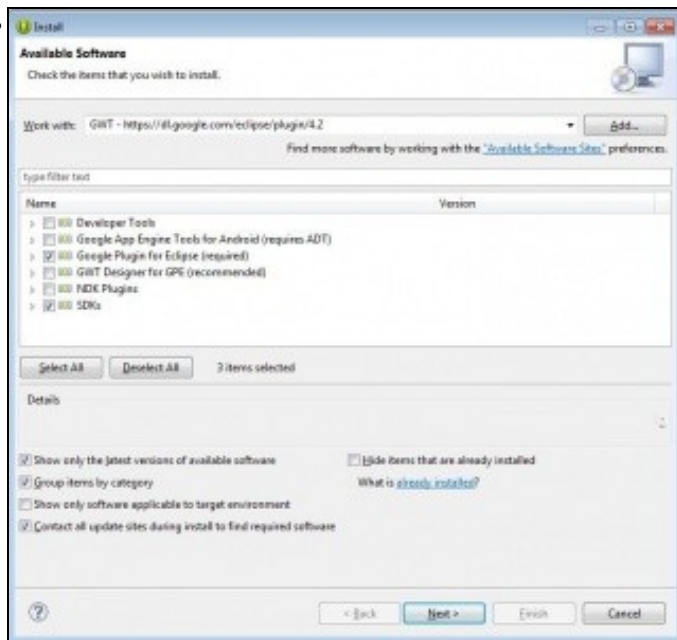 Install
Available Software
Check the items that you wish to install.
Work with: GWT - https://dl.google.com/eclipse/plugin/4.2 Add...
Find more software by working with the "Available Software Sites" preferences.
type filter text
Name Version
Developer Tools
Google App Engine Tools for Android (requires ADT)
Google Plugin for Eclipse (required)
GWT Designer for GPE (recommended)
NDK Plugins
SDKs
Select All Deselect All 3 items selected
Details
Show only the latest versions of available software Hide items that are already installed
Group items by category What is already installed?
Show only software applicable to target environment
Contact all update sites during install to find required software
? < Back Next > Finish Cancel